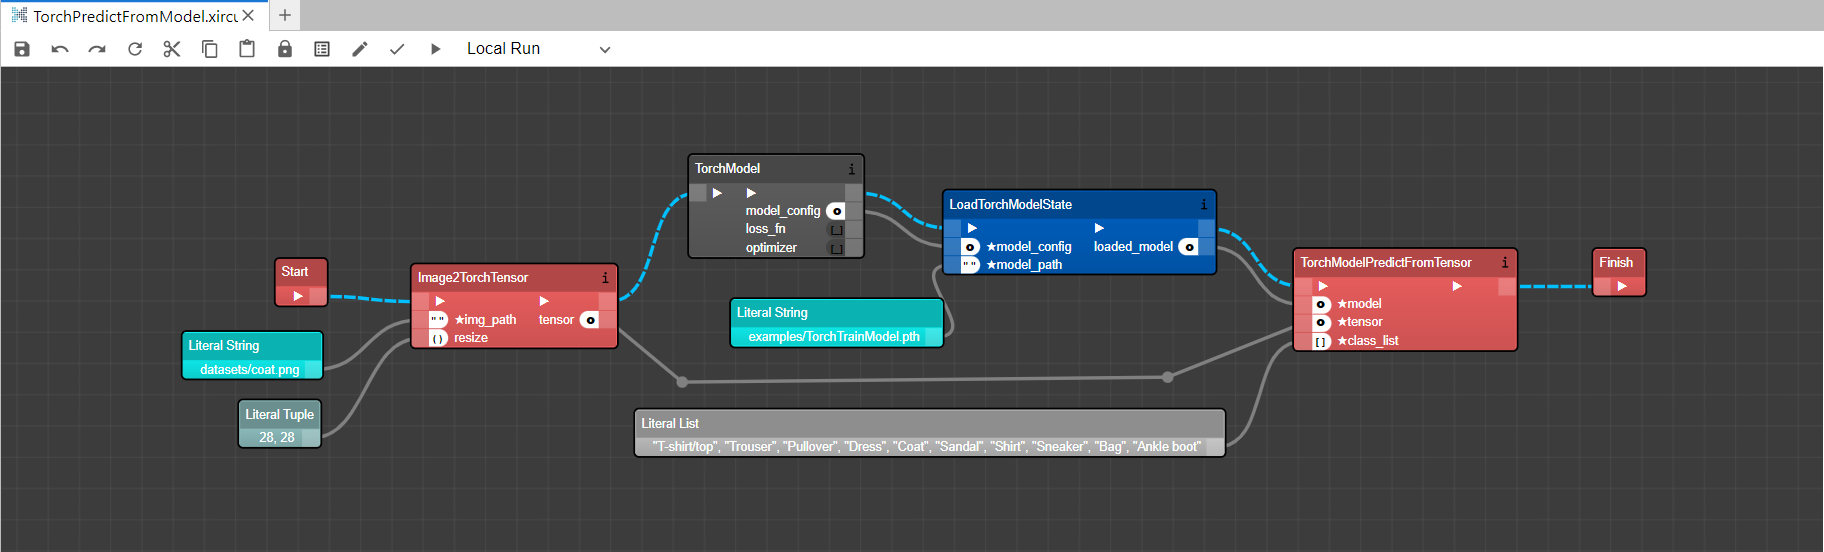 TorchPredictFromModel.xircu
Local Run
TorchModel
model_config
loss_fn
optimizer
LoadTorchModelState
★model_config loaded_model
★model_path
Start
Image2TorchTensor
★img_path tensor
resize
TorchModelPredictFromTensor
★model
★tensor
★class_list
Finish
Literal String
examples/TorchTrainModel.pth
Literal String
datasets/coat.png
Literal Tuple
28, 28
Literal List
"T-shirt/top", "Trouser", "Pullover", "Dress", "Coat", "Sandal", "Shirt", "Sneaker", "Bag", "Ankle boot"